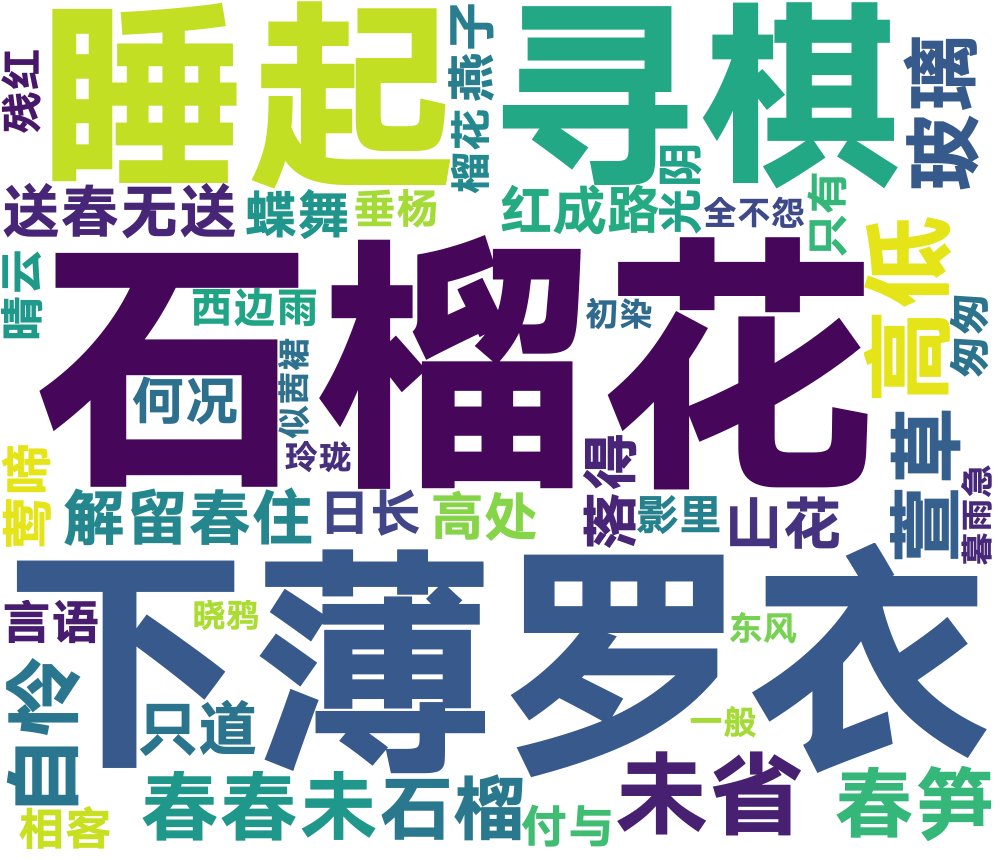 残红
睡起
燕子
榴花
寻棋
玻璃
送春无送
蝶舞
垂杨
红成路
光阴
全不怨
只有
高低
晴云
西边雨
石榴花
初染
匆匆
何况
似茜裙
玲珑
莺啼
解留春住
日长
高处
落得
影里
山花
萱草
暮雨急
下薄罗衣
言语
晓鸦
东风
自怜
只道
一般
相客
春春未
石榴
付与
未省
春笋